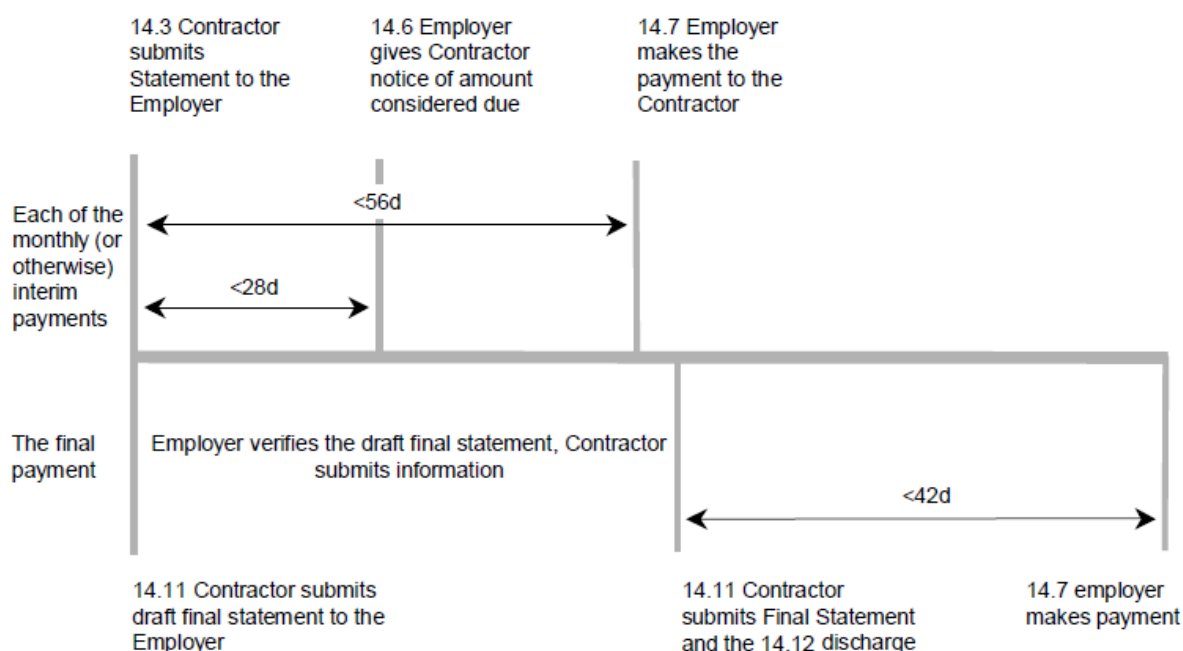 14.3 Contractor
submits
Statement to the
Employer
14.6 Employer
gives Contractor
notice of amount
considered due
14.7 Employer
makes the
payment to the
Contractor
Each of the
monthly (or
otherwise)
interim
payments
<56d
<28d
The final
payment
Employer verifies the draft final statement, Contractor
submits information
<42d
14.11 Contractor submits
draft final statement to the
Employer
14.11 Contractor
submits Final Statement
and the 14.12 discharge
14.7 employer
makes payment